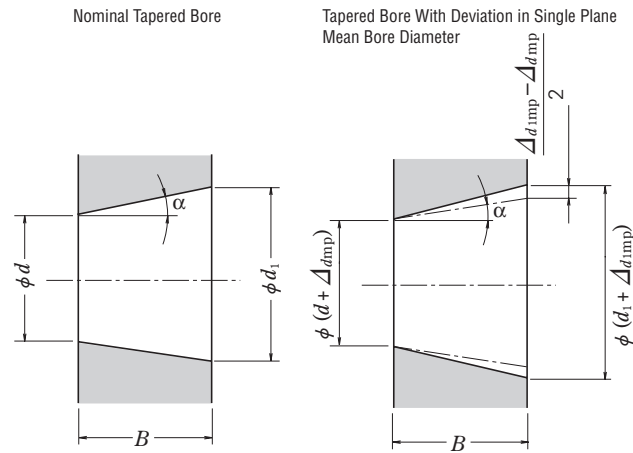 Nominal Tapered Bore
Tapered Bore With Deviation in Single Plane
Mean Bore Diameter
Δd1mp − Δdmp
2
α
α
φd
φd₁
φ (d + Δdmp)
φ (d₁ + Δd1mp)
B
B